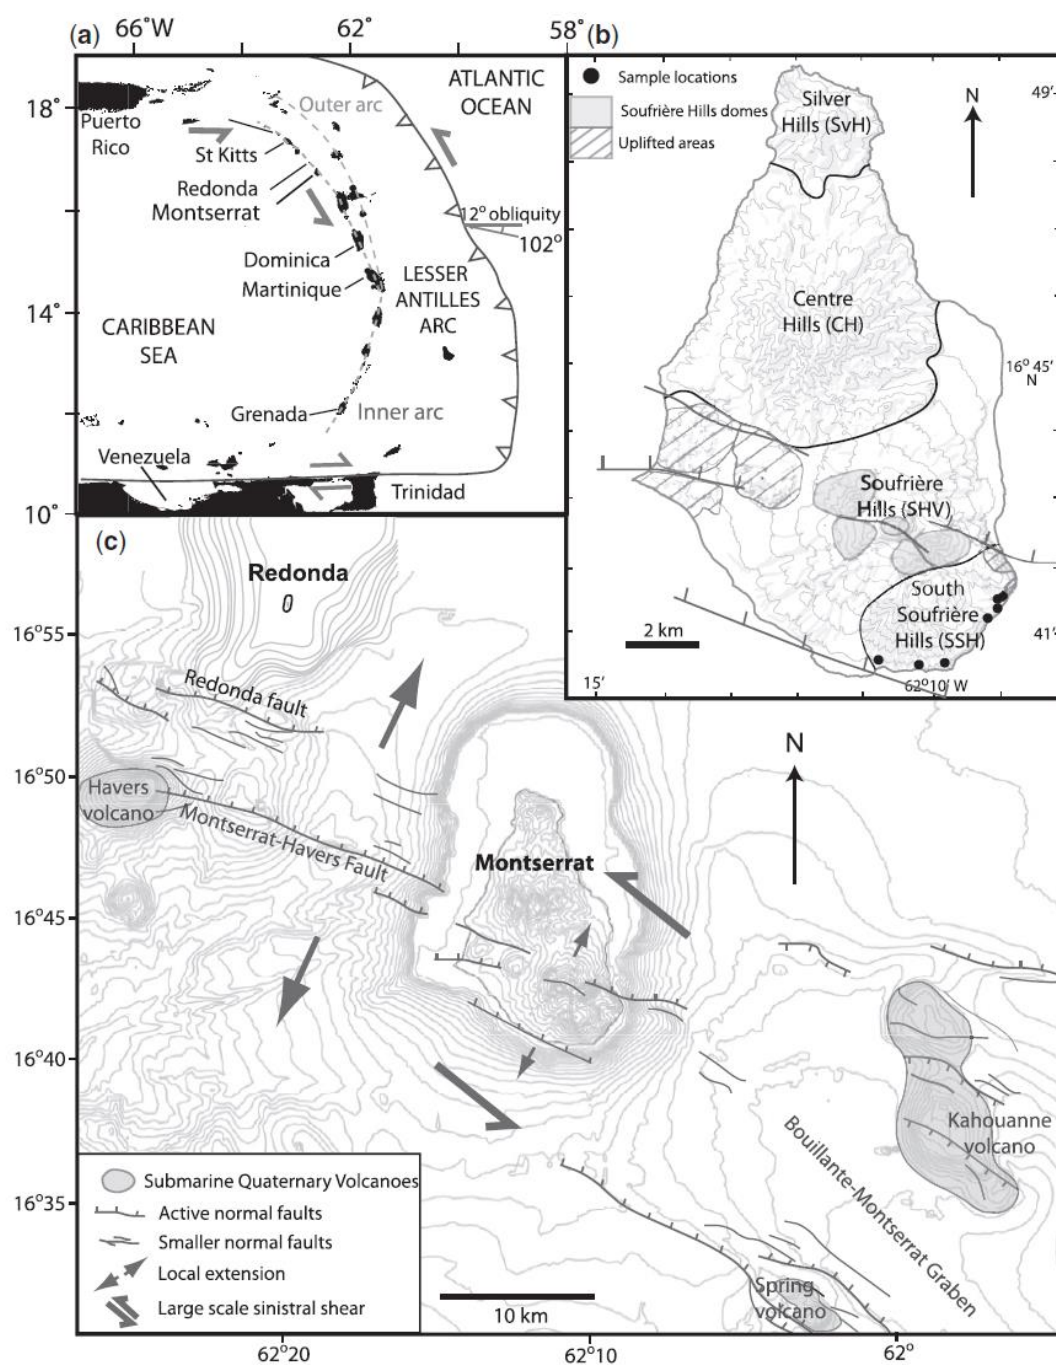 (a)
66°W
62°
58°
18°
14°
10°
ATLANTIC
OCEAN
Outer arc
Puerto
Rico
St Kitts
Redonda
Montserrat
12° obliquity
102°
Dominica
Martinique
LESSER
ANTILLES
ARC
CARIBBEAN
SEA
Grenada
Inner arc
Venezuela
Trinidad
(b)
Sample locations
Soufrière Hills domes
Uplifted areas
N
49′
Silver
Hills (SvH)
Centre
Hills (CH)
16° 45′
N
Soufrière
Hills (SHV)
South
Soufrière
Hills (SSH)
2 km
41′
15′
62° 10′ W
(c)
Redonda
16°55
Redonda fault
16°50
Havers
volcano
Montserrat-Havers Fault
Montserrat
N
16°45
16°40
Kahouanne
volcano
Bouillante-Montserrat Graben
16°35
Submarine Quaternary Volcanoes
Active normal faults
Smaller normal faults
Local extension
Large scale sinistral shear
10 km
Spring
volcano
62°20
62°10
62°